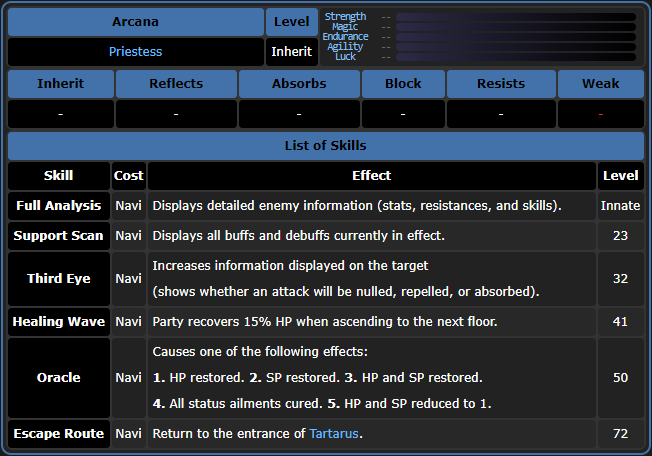 Arcana Level
Priestess Inherit
Strength --
Magic --
Endurance --
Agility --
Luck --
Inherit Reflects Absorbs Block Resists Weak
- - - - - -
List of Skills
Skill Cost Effect Level
Full Analysis Navi Displays detailed enemy information (stats, resistances, and skills). Innate
Support Scan Navi Displays all buffs and debuffs currently in effect. 23
Third Eye Navi Increases information displayed on the target
(shows whether an attack will be nulled, repelled, or absorbed). 32
Healing Wave Navi Party recovers 15% HP when ascending to the next floor. 41
Oracle Navi Causes one of the following effects:
1. HP restored. 2. SP restored. 3. HP and SP restored.
4. All status ailments cured. 5. HP and SP reduced to 1. 50
Escape Route Navi Return to the entrance of Tartarus. 72